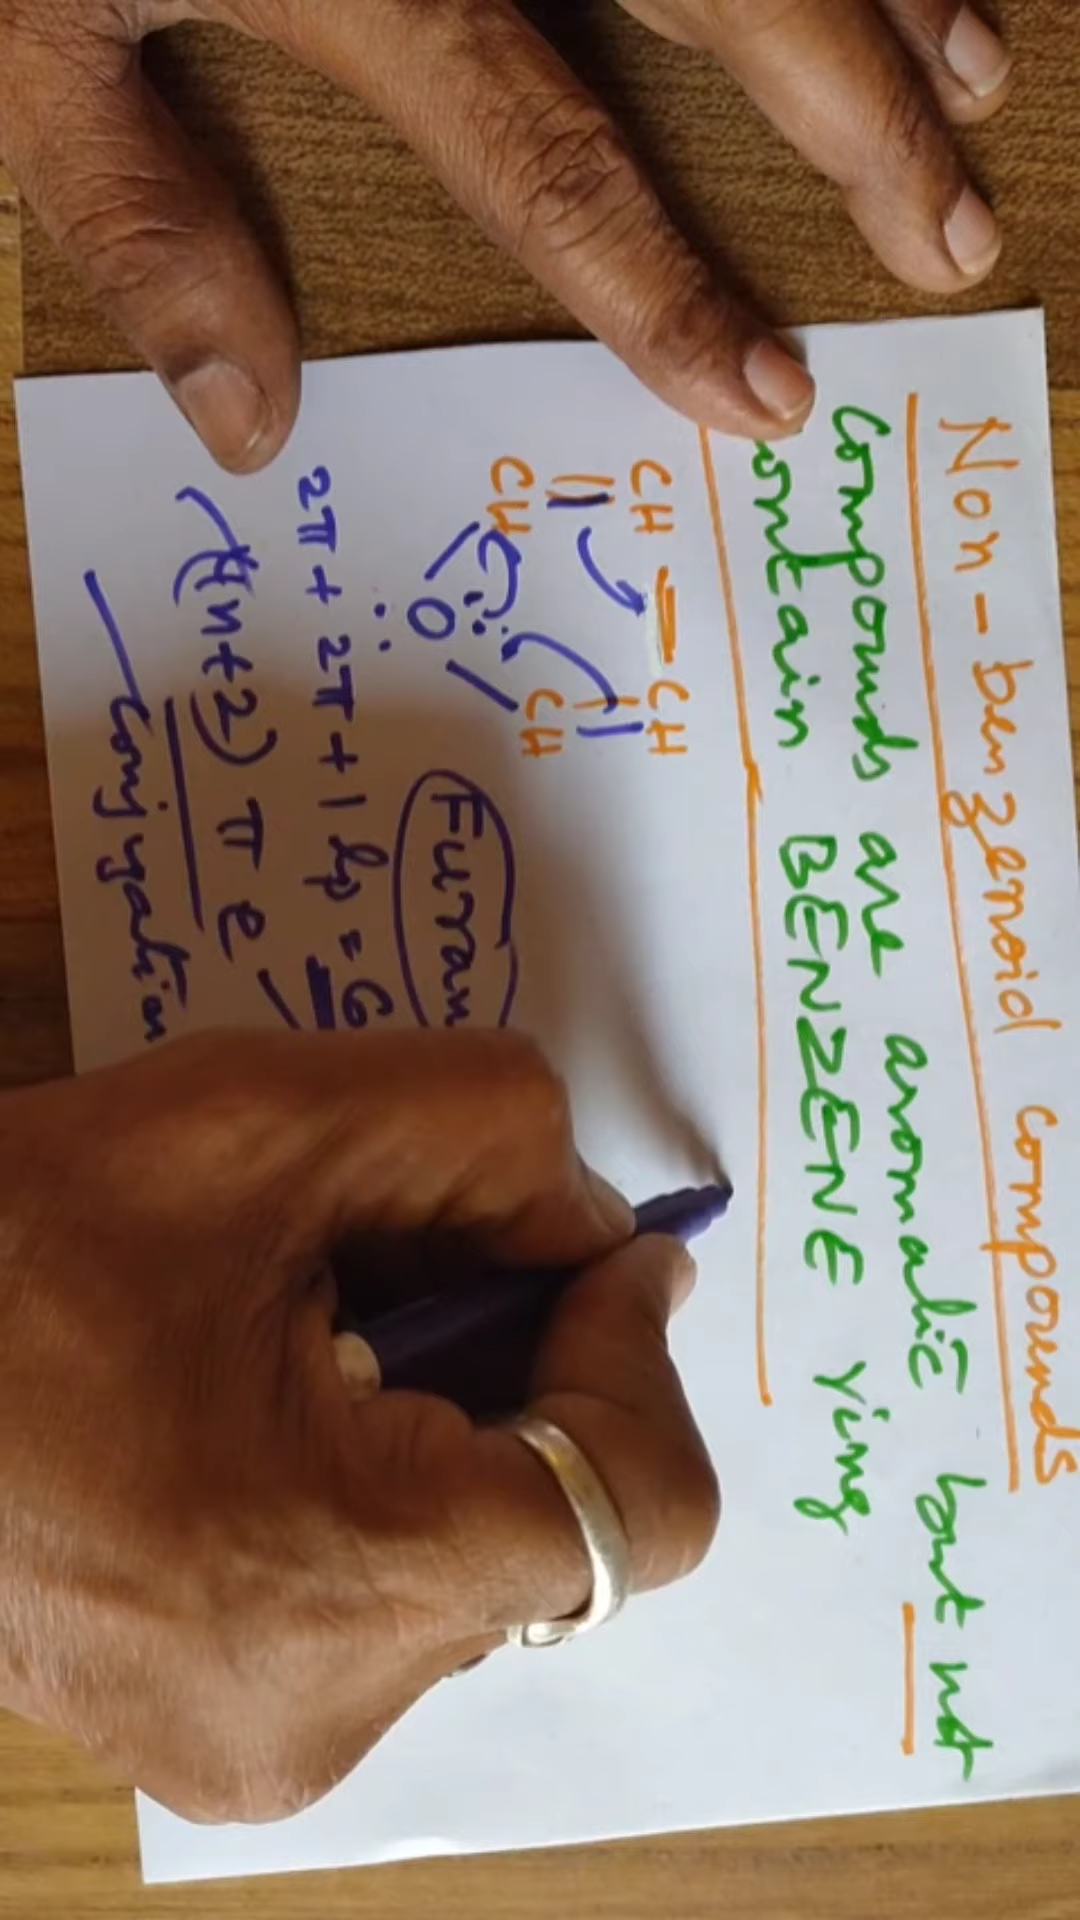 Non-benzenoid compounds
Compounds are aromatic but not
contain BENZENE ring
CH — CH
|| ||
CH CH
O
Furan
2π + 2π + 1 lp = 6
(4n+2) π e
conjugation